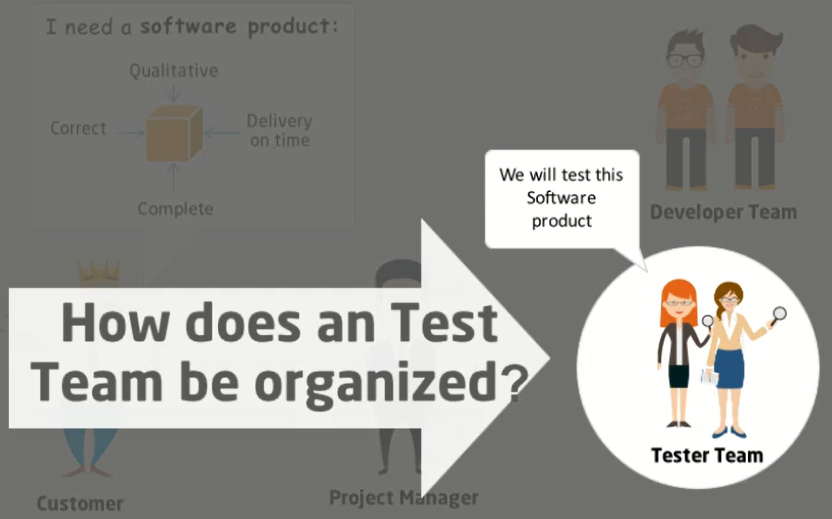 I need a software product:
Qualitative
Correct
Delivery
on time
Complete
Developer Team
We will test this
Software
product
How does an Test
Team be organized?
Tester Team
Customer
Project Manager